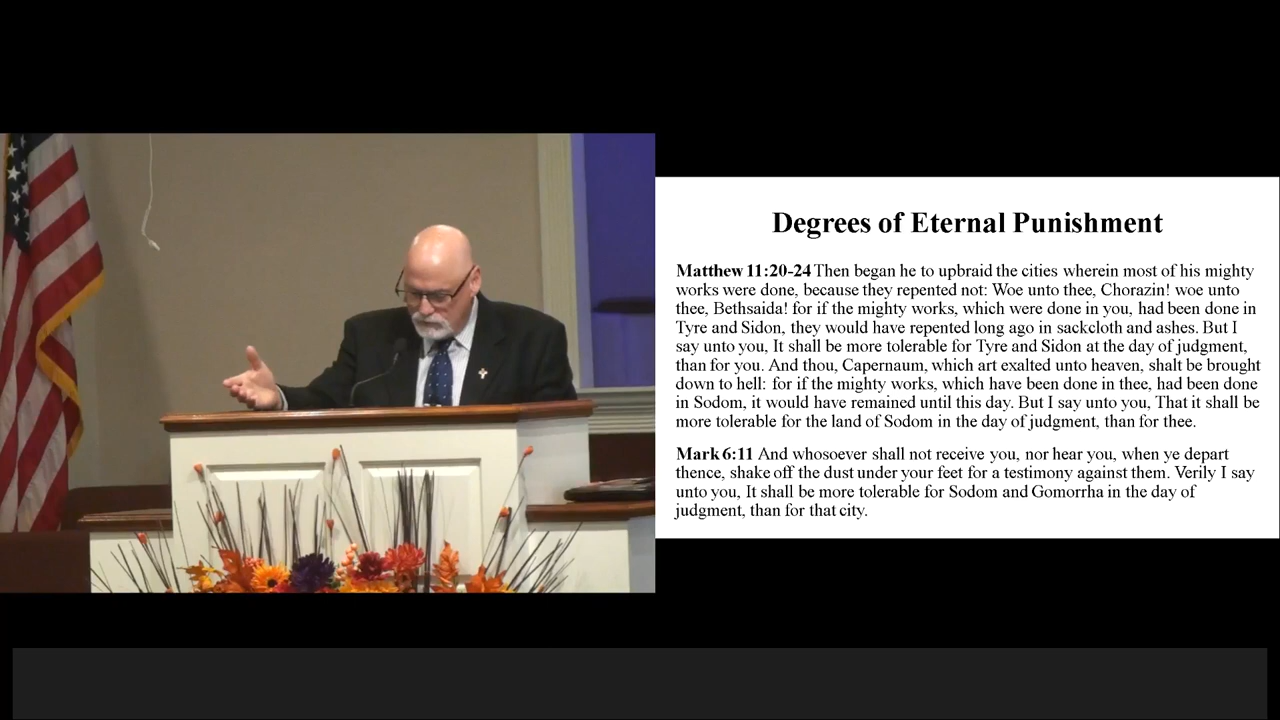 Degrees of Eternal Punishment
Matthew 11:20-24 Then began he to upbraid the cities wherein most of his mighty
works were done, because they repented not: Woe unto thee, Chorazin! woe unto
thee, Bethsaida! for if the mighty works, which were done in you, had been done in
Tyre and Sidon, they would have repented long ago in sackcloth and ashes. But I
say unto you, It shall be more tolerable for Tyre and Sidon at the day of judgment,
than for you. And thou, Capernaum, which art exalted unto heaven, shalt be brought
down to hell: for if the mighty works, which have been done in thee, had been done
in Sodom, it would have remained until this day. But I say unto you, That it shall be
more tolerable for the land of Sodom in the day of judgment, than for thee.
Mark 6:11 And whosoever shall not receive you, nor hear you, when ye depart
thence, shake off the dust under your feet for a testimony against them. Verily I say
unto you, It shall be more tolerable for Sodom and Gomorrha in the day of
judgment, than for that city.